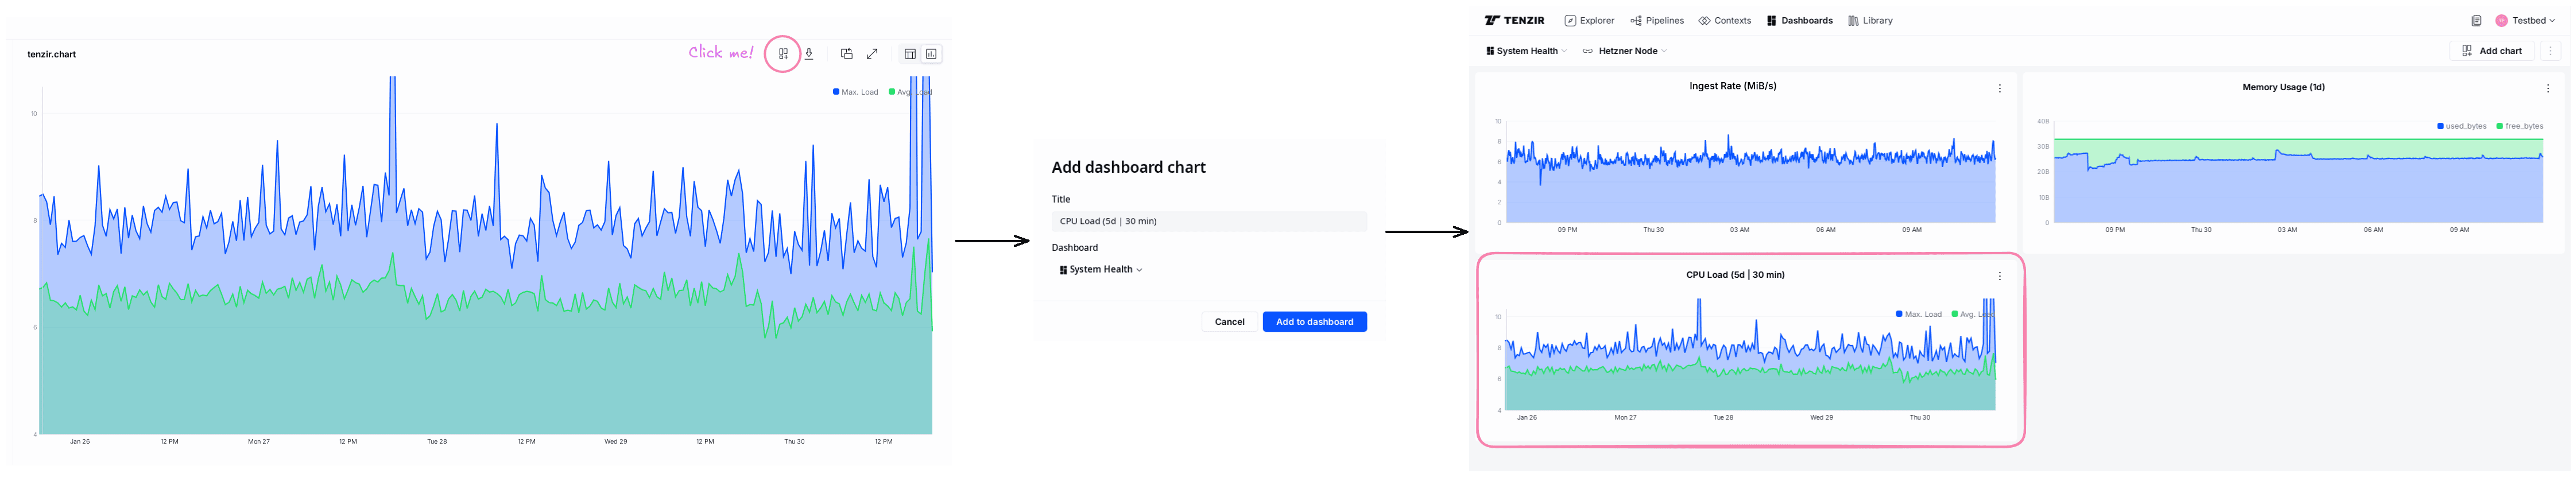 tenzir.chart
Click me!
Max. Load Avg. Load
10
8
6
4
Jan 26 12 PM Mon 27 12 PM Tue 28 12 PM Wed 29 12 PM Thu 30 12 PM
Add dashboard chart
Title
CPU Load (5d | 30 min)
Dashboard
System Health
Cancel Add to dashboard
TENZIR Explorer Pipelines Contexts Dashboards Library Testbed
System Health Hetzner Node Add chart
Ingest Rate (MiB/s)
10
8
6
4
2
0
09 PM Thu 30 03 AM 06 AM 09 AM
Memory Usage (1d)
used_bytes free_bytes
40B
30B
20B
10B
0
09 PM Thu 30 03 AM 06 AM 09 AM
CPU Load (5d | 30 min)
Max. Load Avg. Load
10
8
6
4
Jan 26 Mon 27 Tue 28 Wed 29 Thu 30